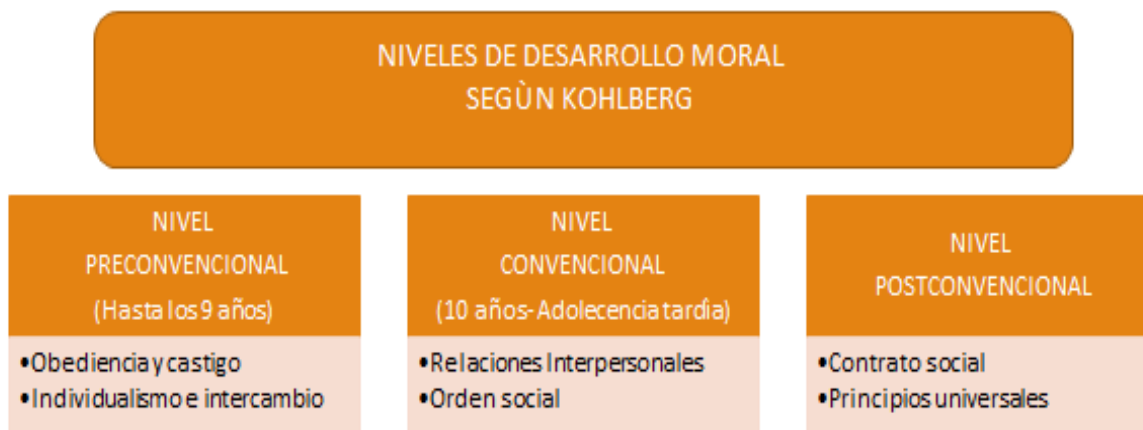 NIVELES DE DESARROLLO MORAL
SEGÙN KOHLBERG
NIVEL
PRECONVENCIONAL
(Hasta los 9 años)
•Obediencia y castigo
•Individualismo e intercambio
NIVEL
CONVENCIONAL
(10 años- Adolecencia tardìa)
•Relaciones Interpersonales
•Orden social
NIVEL
POSTCONVENCIONAL
•Contrato social
•Principios universales